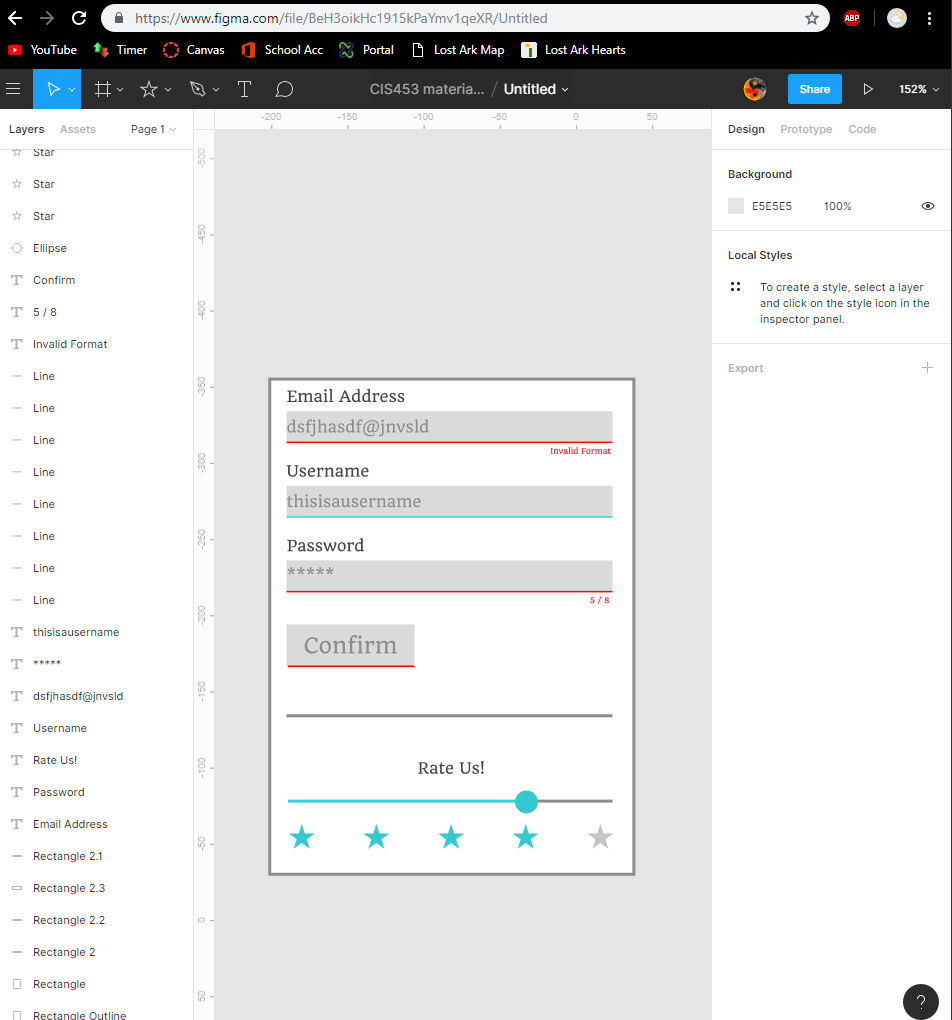 https://www.figma.com/file/BeH3oikHc1915kPaYmv1qeXR/Untitled
ABP
YouTube Timer Canvas School Acc Portal Lost Ark Map Lost Ark Hearts
CIS453 materia... / Untitled
Share
152%
Layers Assets Page 1
-200 -150 -100 -50 0 50
Design Prototype Code
Star
Star
Star
Ellipse
Confirm
5 / 8
Invalid Format
Line
Line
Line
Line
Line
Line
Line
Line
thisisausername
*****
dsfjhasdf@jnvsld
Username
Rate Us!
Password
Email Address
Rectangle 2.1
Rectangle 2.3
Rectangle 2.2
Rectangle 2
Rectangle
Rectangle Outline
-500
-450
-400
-350
-300
-250
-200
-150
-100
-50
0
50
Email Address
dsfjhasdf@jnvsld
Invalid Format
Username
thisisausername
Password
*****
5 / 8
Confirm
Rate Us!
Background
E5E5E5 100%
Local Styles
To create a style, select a layer
and click on the style icon in the
inspector panel.
Export
?